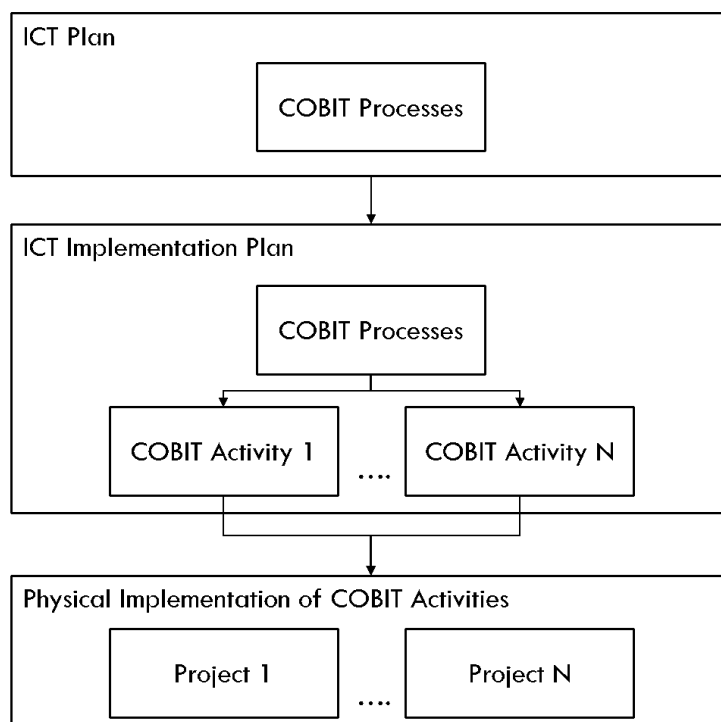 ICT Plan
COBIT Processes
ICT Implementation Plan
COBIT Processes
COBIT Activity 1
....
COBIT Activity N
Physical Implementation of COBIT Activities
Project 1
....
Project N